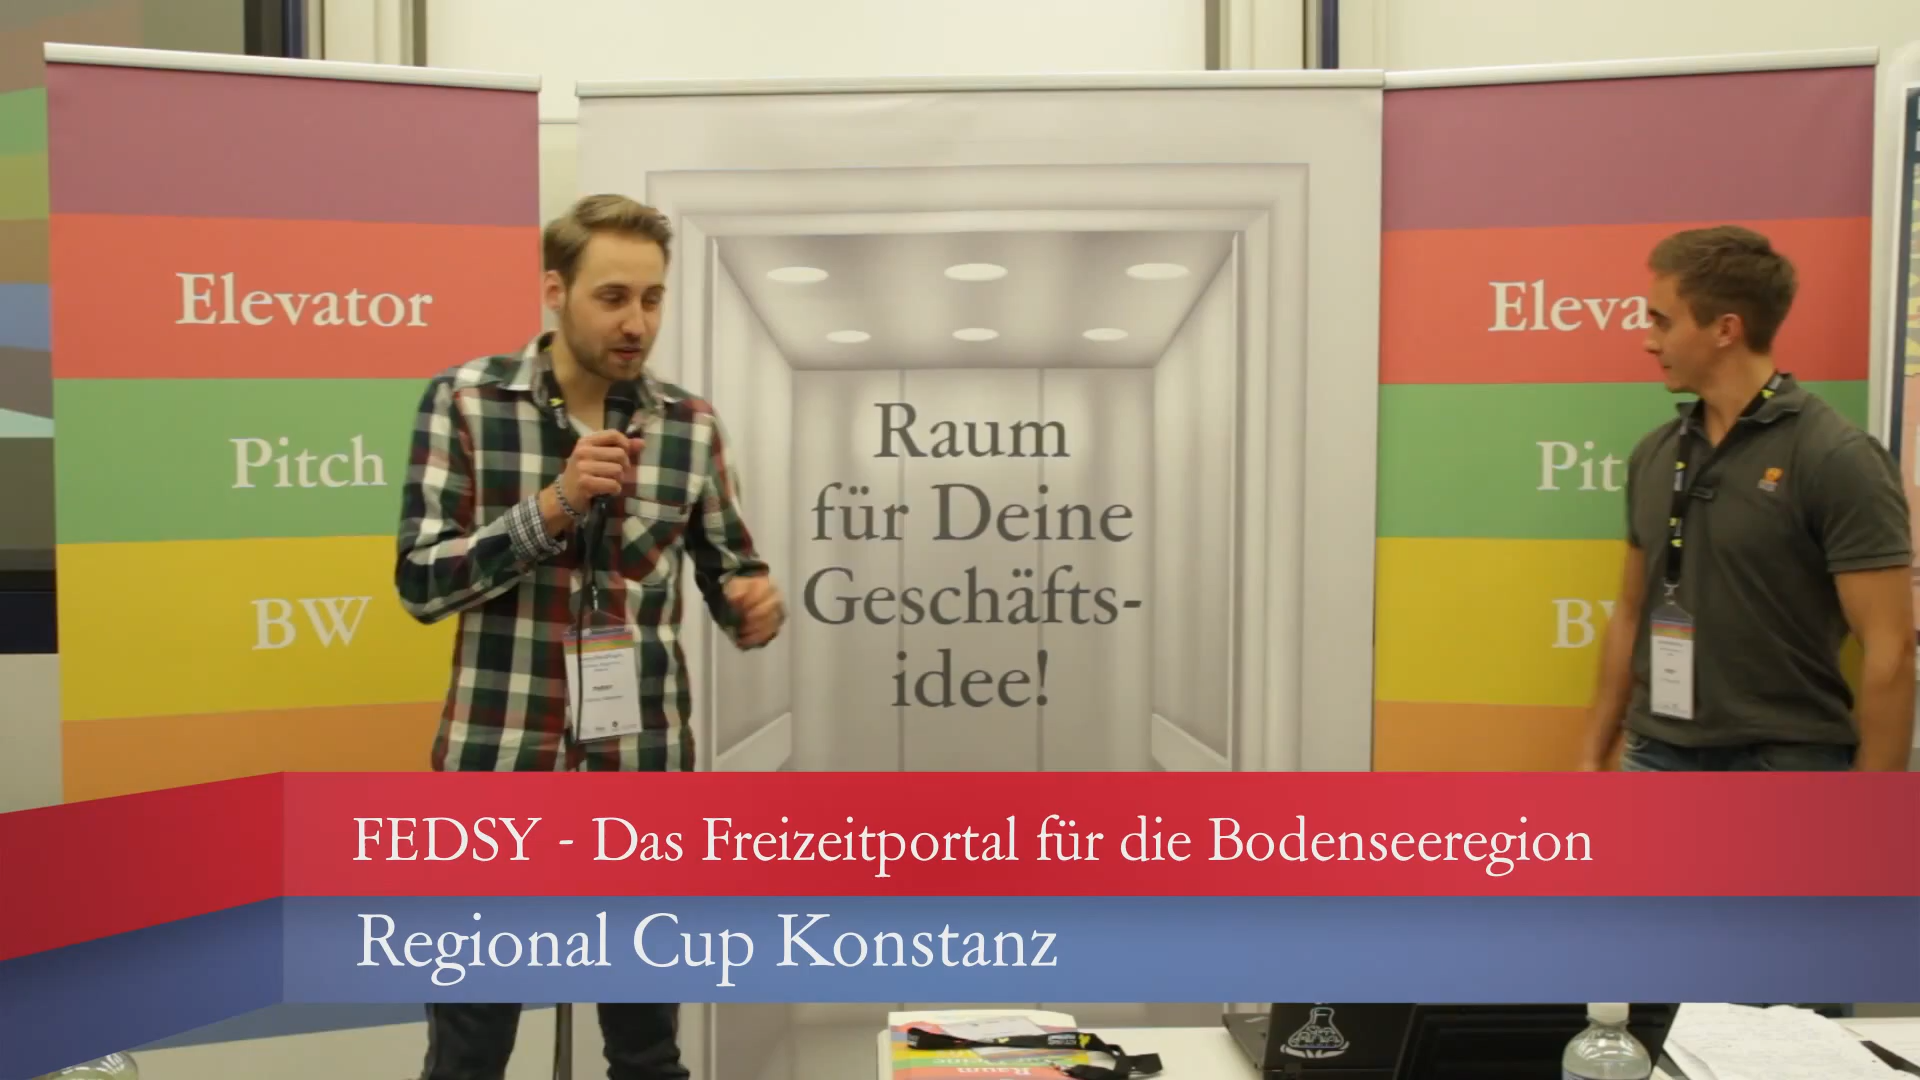 Elevator
Pitch
BW
Raum
für Deine
Geschäfts-
idee!
Eleva
Pit
B
FEDSY - Das Freizeitportal für die Bodenseeregion
Regional Cup Konstanz
Raum